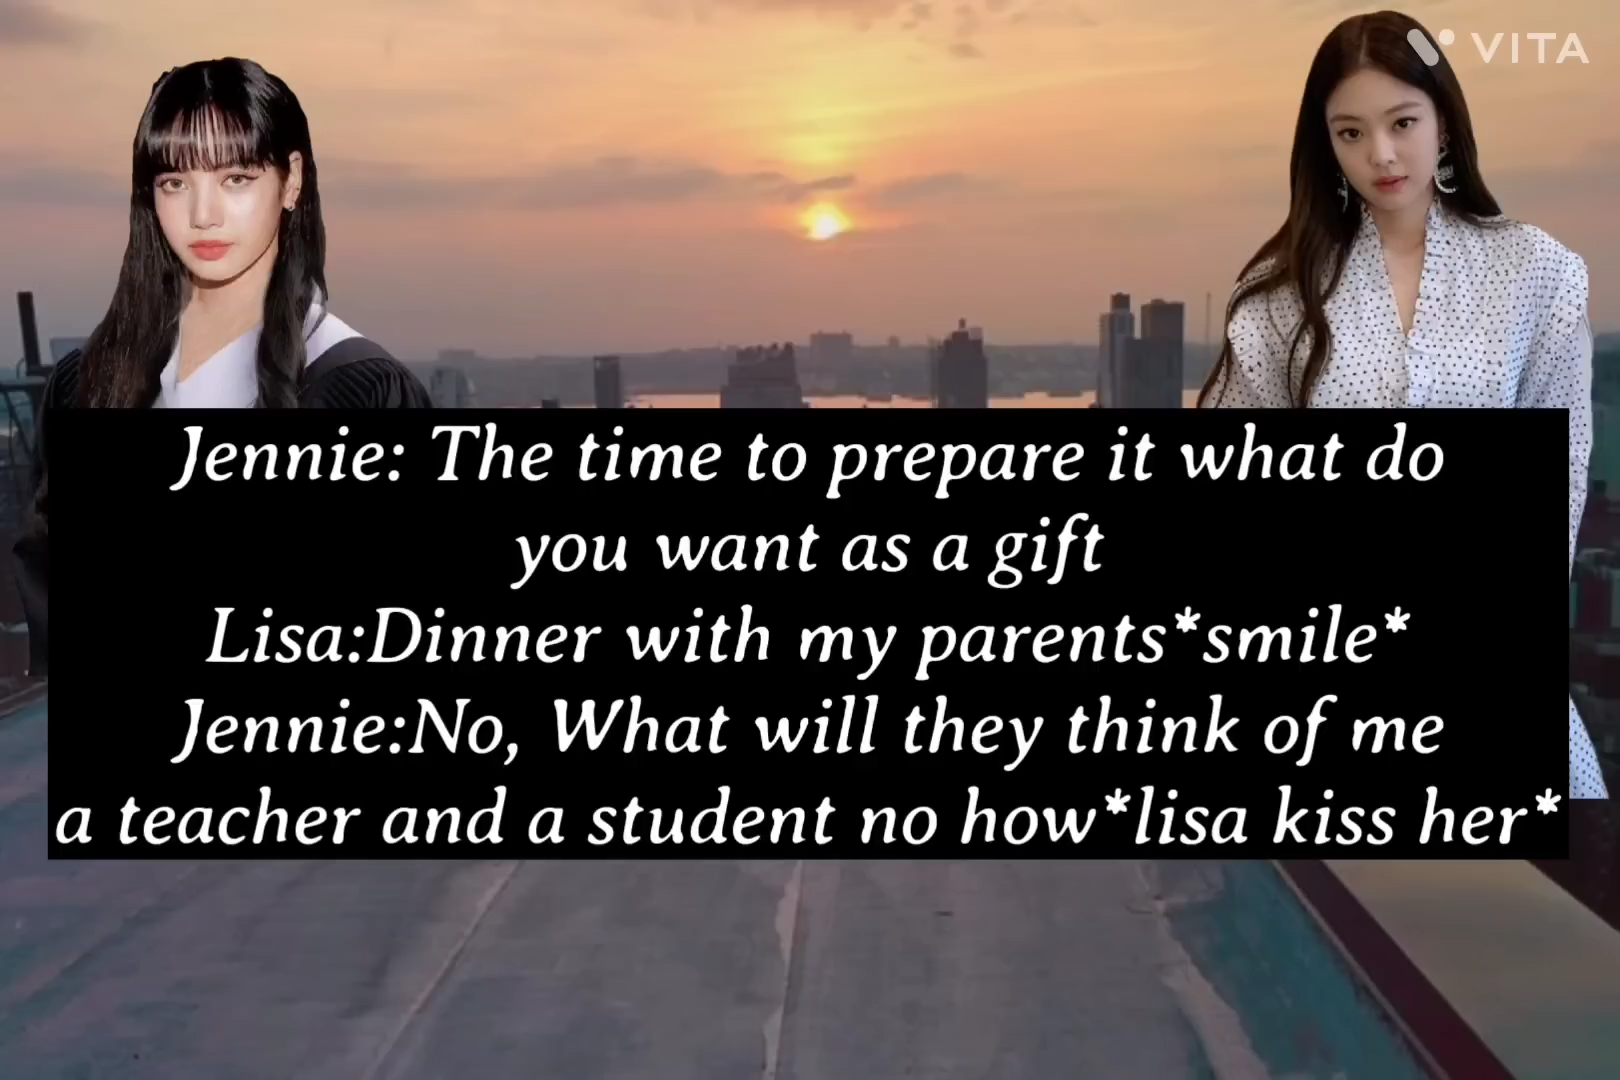 VITA
Jennie: The time to prepare it what do
you want as a gift
Lisa:Dinner with my parents*smile*
Jennie:No, What will they think of me
a teacher and a student no how*lisa kiss her*